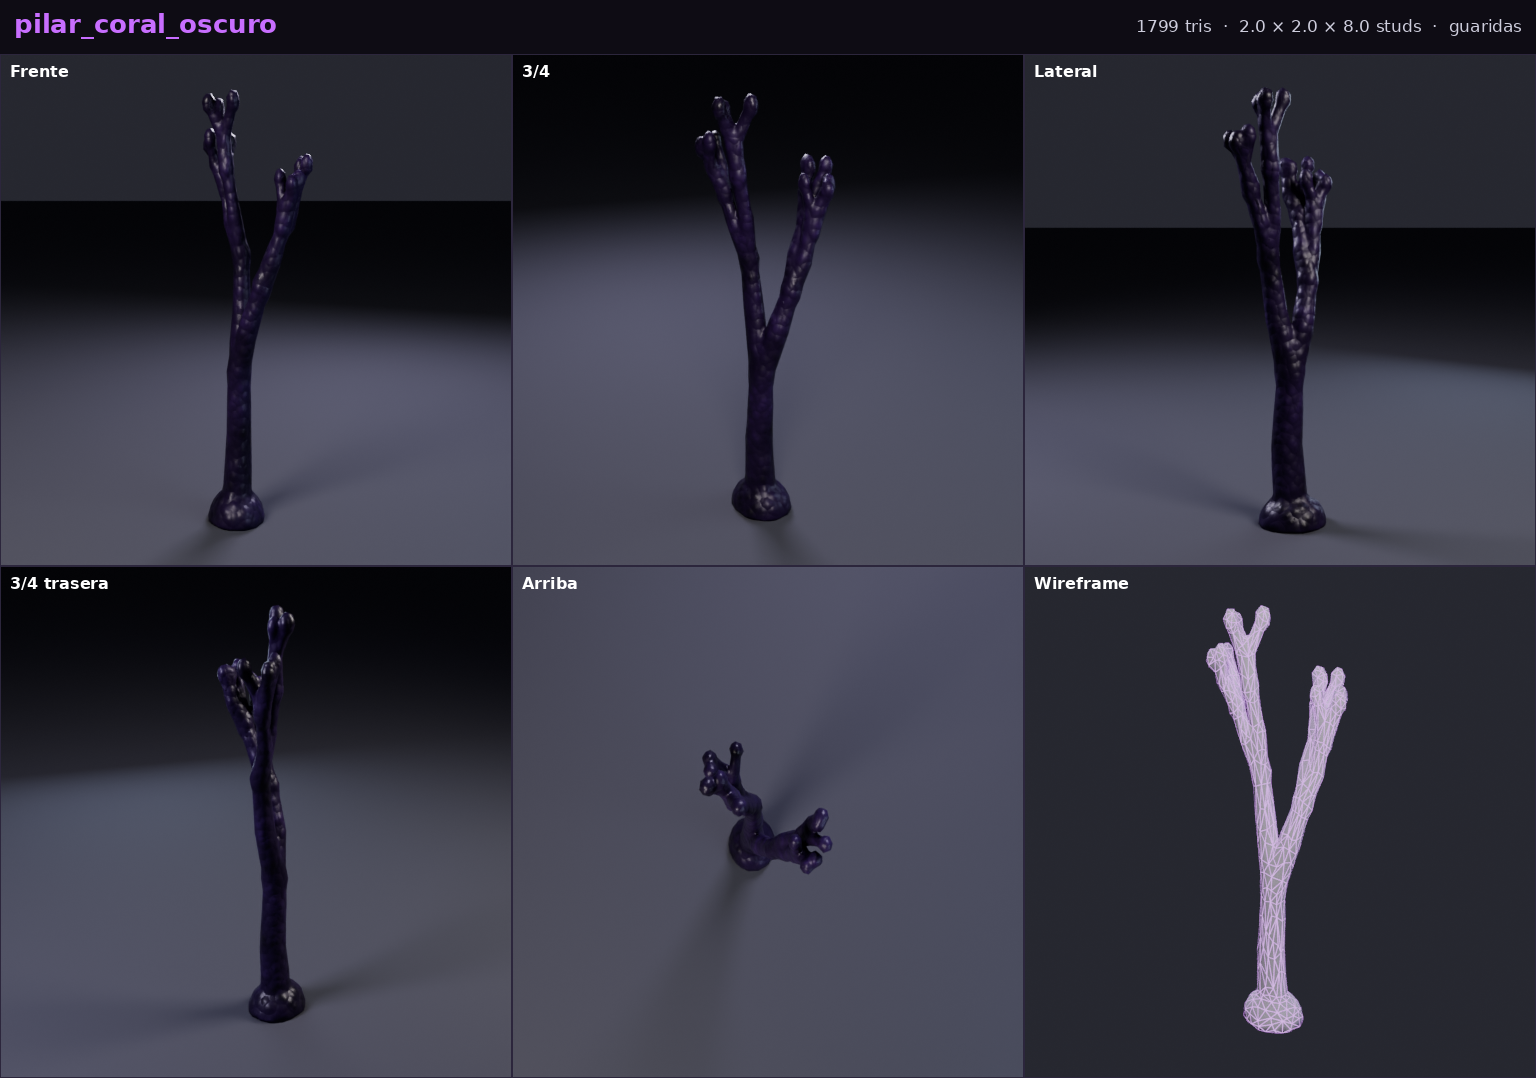 pilar_coral_oscuro
1799 tris · 2.0 × 2.0 × 8.0 studs · guaridas
Frente
3/4
Lateral
3/4 trasera
Arriba
Wireframe